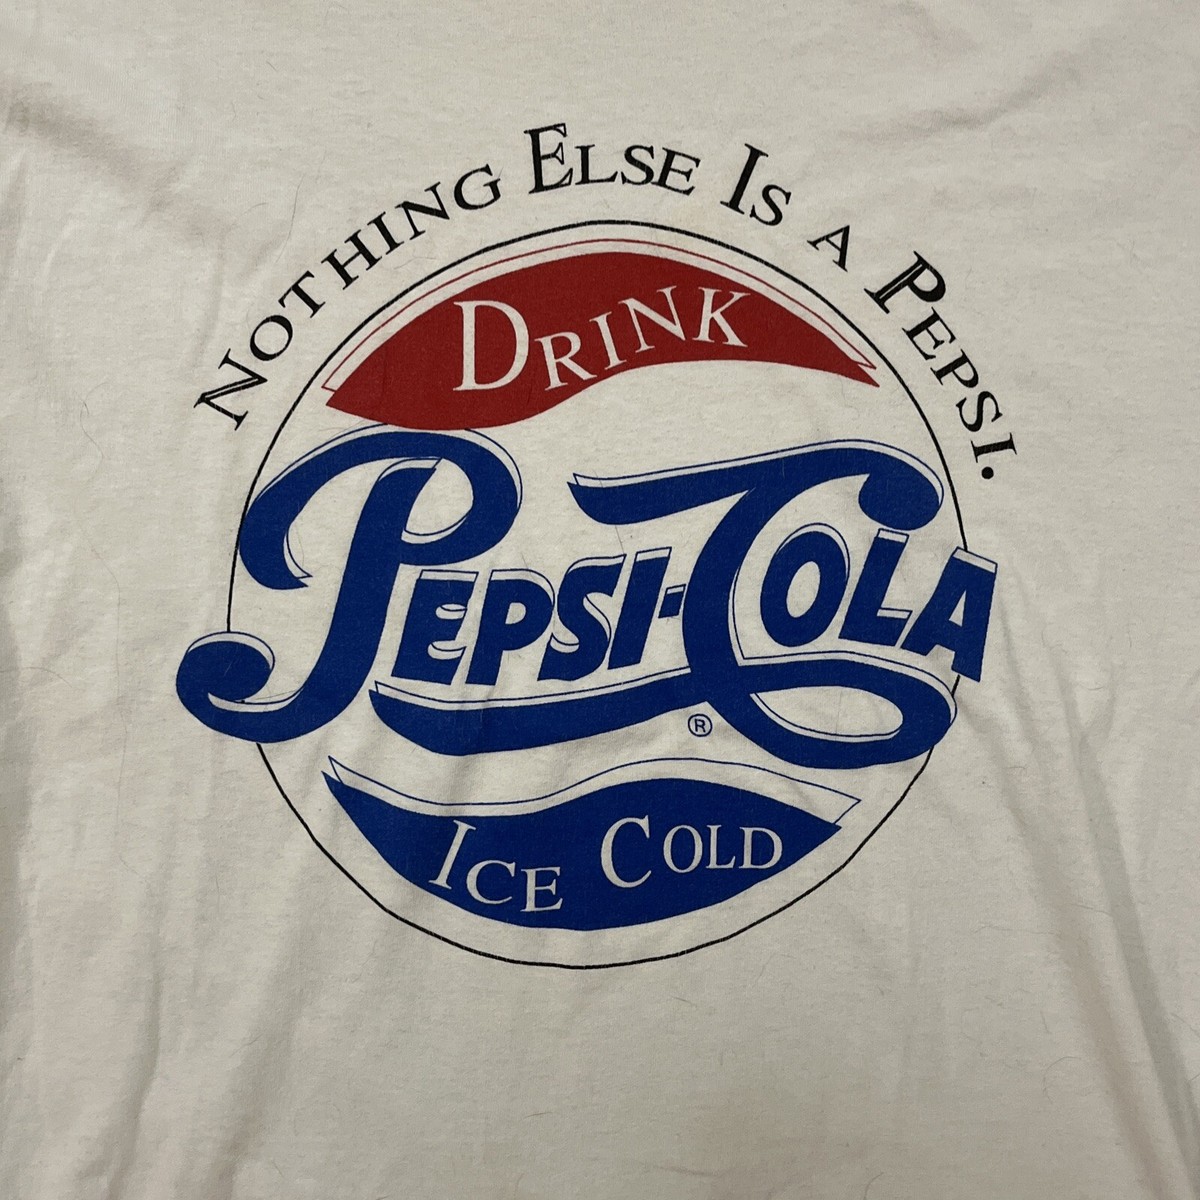 NOTHING ELSE IS A PEPSI.
DRINK
PEPSI-COLA
®
ICE COLD